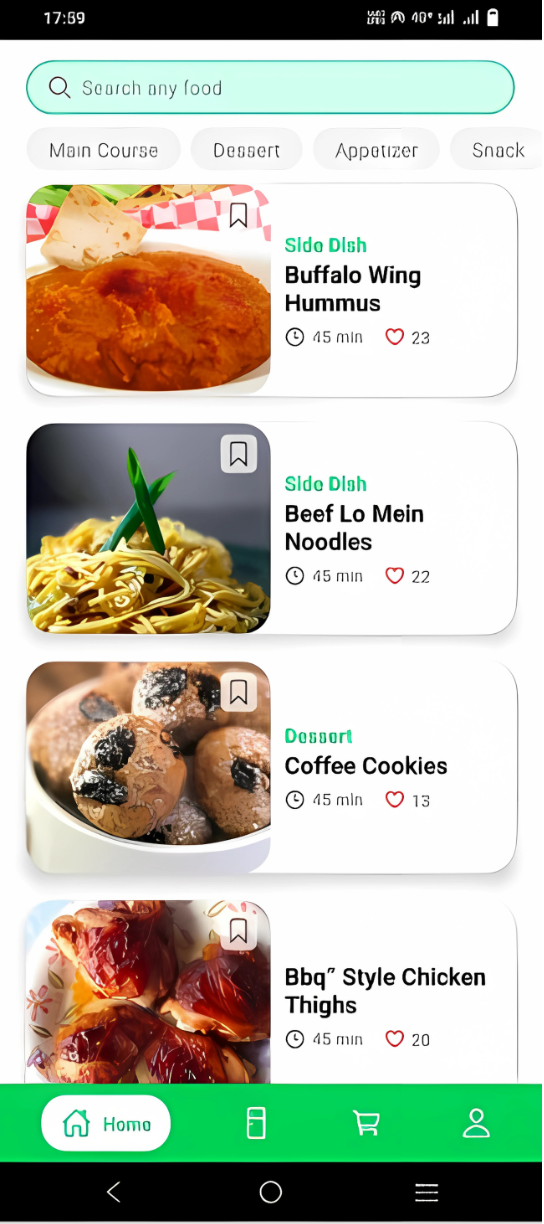 17:59
Search any food
Main Course
Dessert
Appetizer
Snack
Side Dish
Buffalo Wing
Hummus
45 min 23
Side Dish
Beef Lo Mein
Noodles
45 min 22
Dessert
Coffee Cookies
45 min 13
Bbq” Style Chicken
Thighs
45 min 20
Home